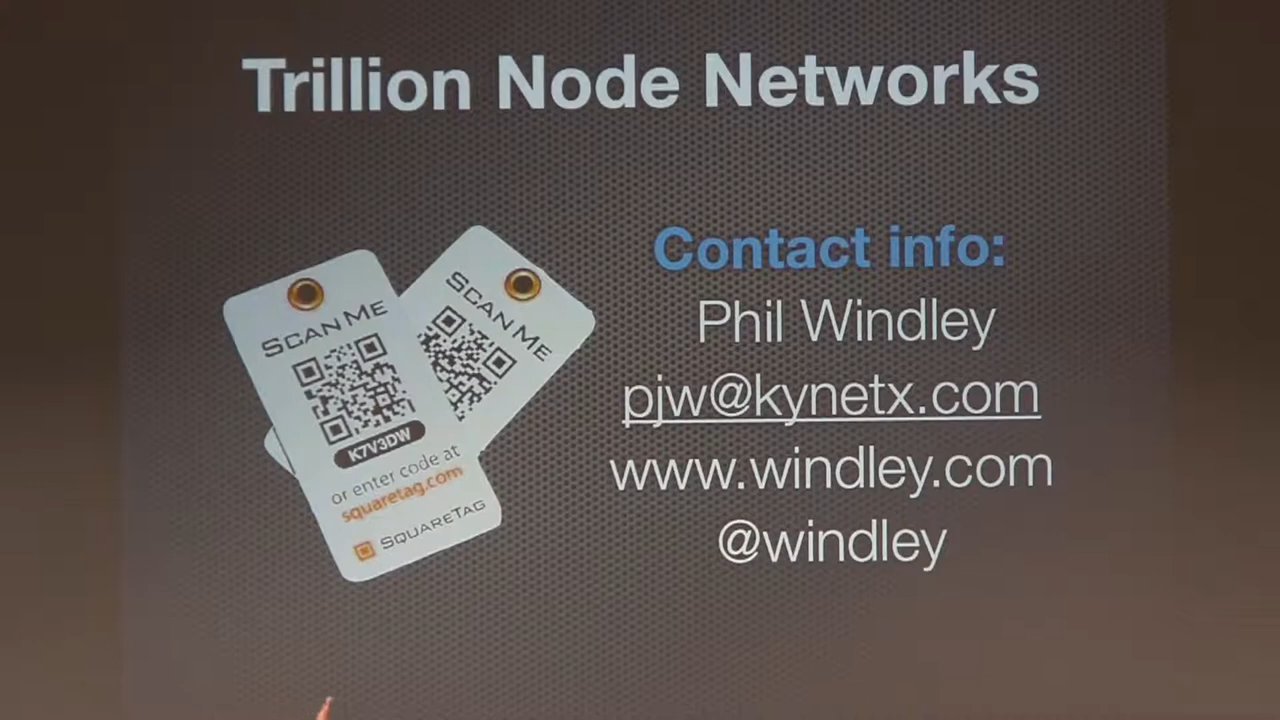 Trillion Node Networks
SCAN ME
K7V3DW
or enter code at
squaretag.com
SQUARETAG
SCAN ME
Contact info:
Phil Windley
pjw@kynetx.com
www.windley.com
@windley